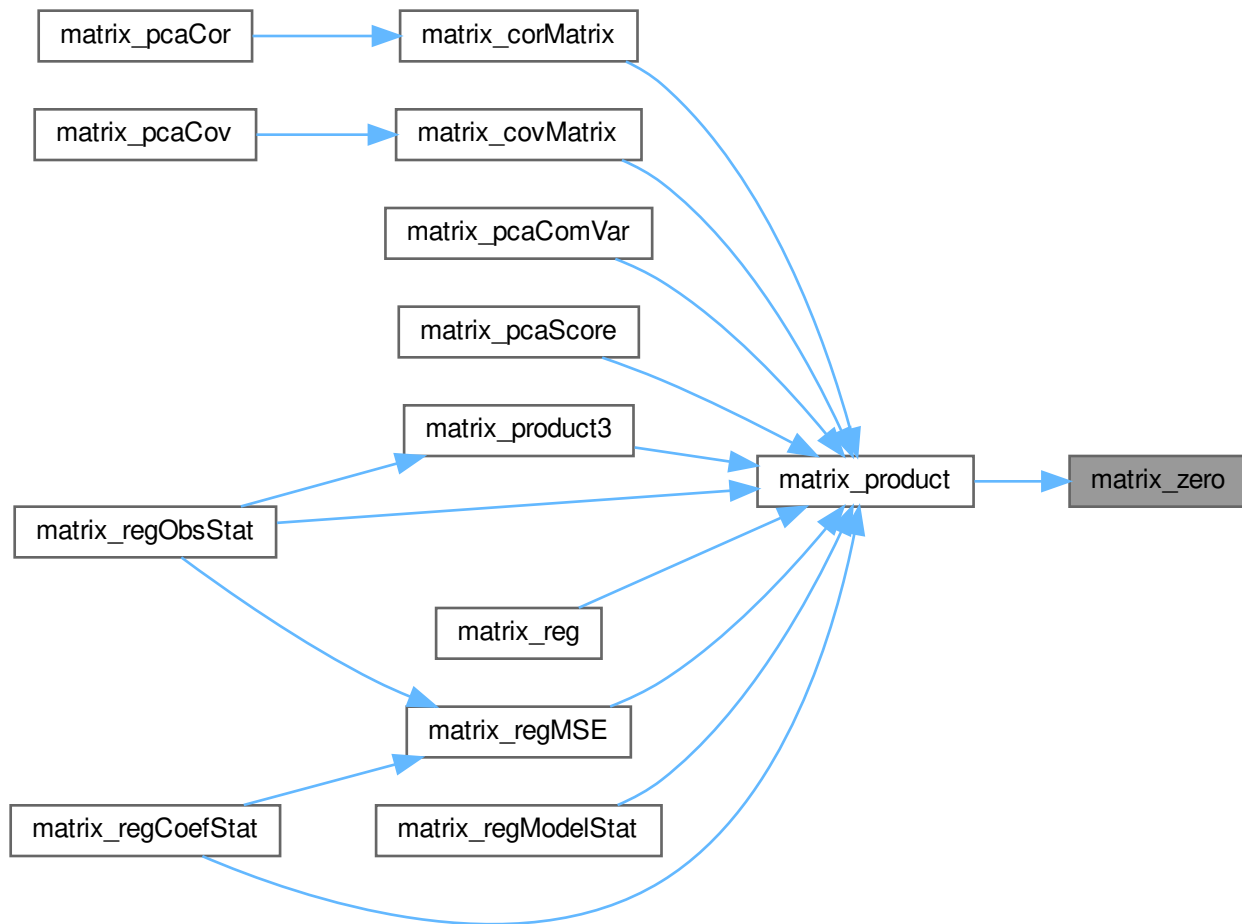 matrix_pcaCor
matrix_corMatrix
matrix_pcaCov
matrix_covMatrix
matrix_pcaComVar
matrix_pcaScore
matrix_product3
matrix_product
matrix_zero
matrix_regObsStat
matrix_reg
matrix_regMSE
matrix_regCoefStat
matrix_regModelStat